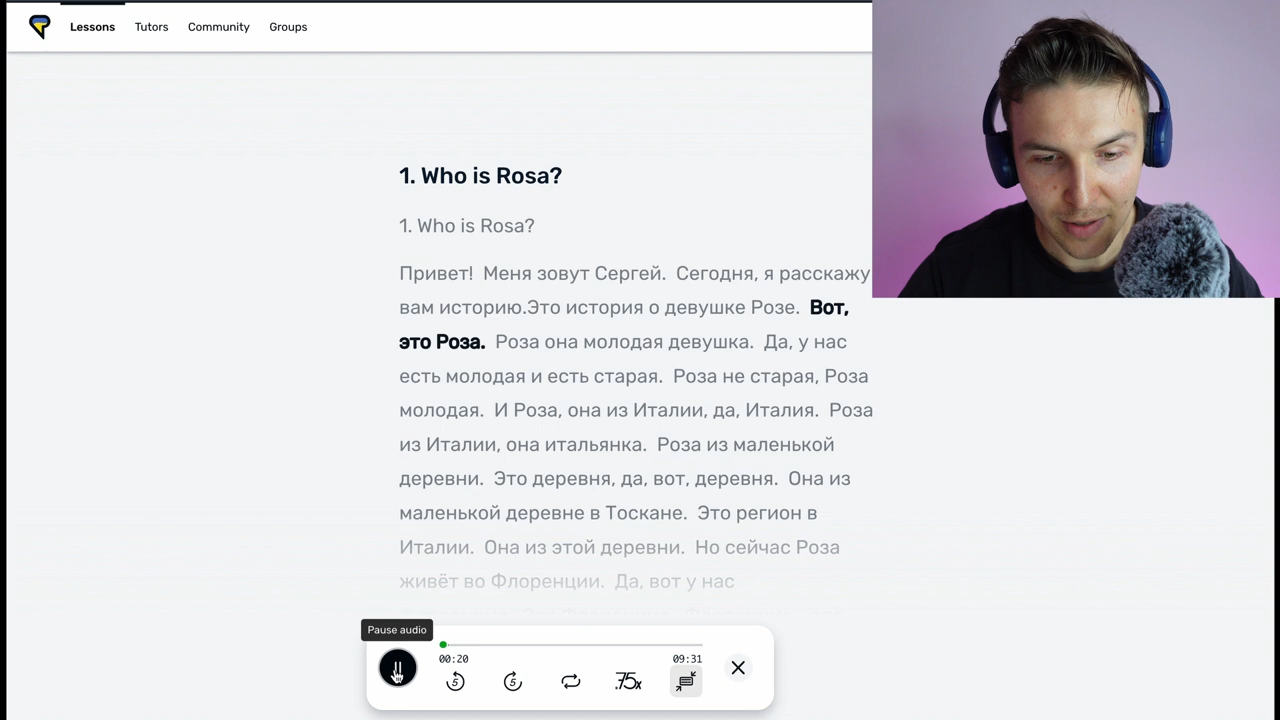 Lessons Tutors Community Groups
1. Who is Rosa?
1. Who is Rosa?
Привет! Меня зовут Сергей. Сегодня, я расскажу
вам историю.Это история о девушке Розе. Вот,
это Роза. Роза она молодая девушка. Да, у нас
есть молодая и есть старая. Роза не старая, Роза
молодая. И Роза, она из Италии, да, Италия. Роза
из Италии, она итальянка. Роза из маленькой
деревни. Это деревня, да, вот, деревня. Она из
маленькой деревне в Тоскане. Это регион в
Италии. Она из этой деревни. Но сейчас Роза
живёт во Флоренции. Да, вот у нас
Pause audio
00:20 09:31
5 5 .75x